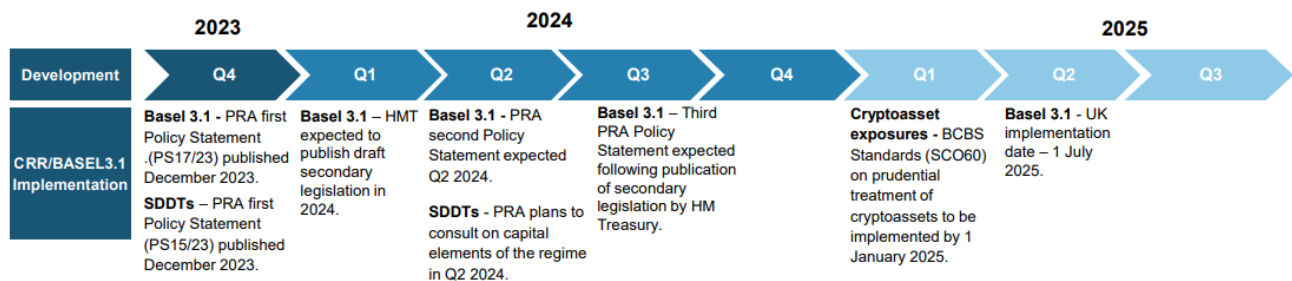 2023
2024
2025
Development
Q4
Q1
Q2
Q3
Q4
Q1
Q2
Q3
CRR/BASEL3.1
Implementation
Basel 3.1 - PRA first
Policy Statement
.(PS17/23) published
December 2023.
SDDTs – PRA first
Policy Statement
(PS15/23) published
December 2023.
Basel 3.1 – HMT
expected to
publish draft
secondary
legislation in
2024.
Basel 3.1 - PRA
second Policy
Statement expected
Q2 2024.
SDDTs - PRA plans to
consult on capital
elements of the regime
in Q2 2024.
Basel 3.1 – Third
PRA Policy
Statement expected
following publication
of secondary
legislation by HM
Treasury.
Cryptoasset
exposures - BCBS
Standards (SCO60)
on prudential
treatment of
cryptoassets to be
implemented by 1
January 2025.
Basel 3.1 - UK
implementation
date – 1 July
2025.